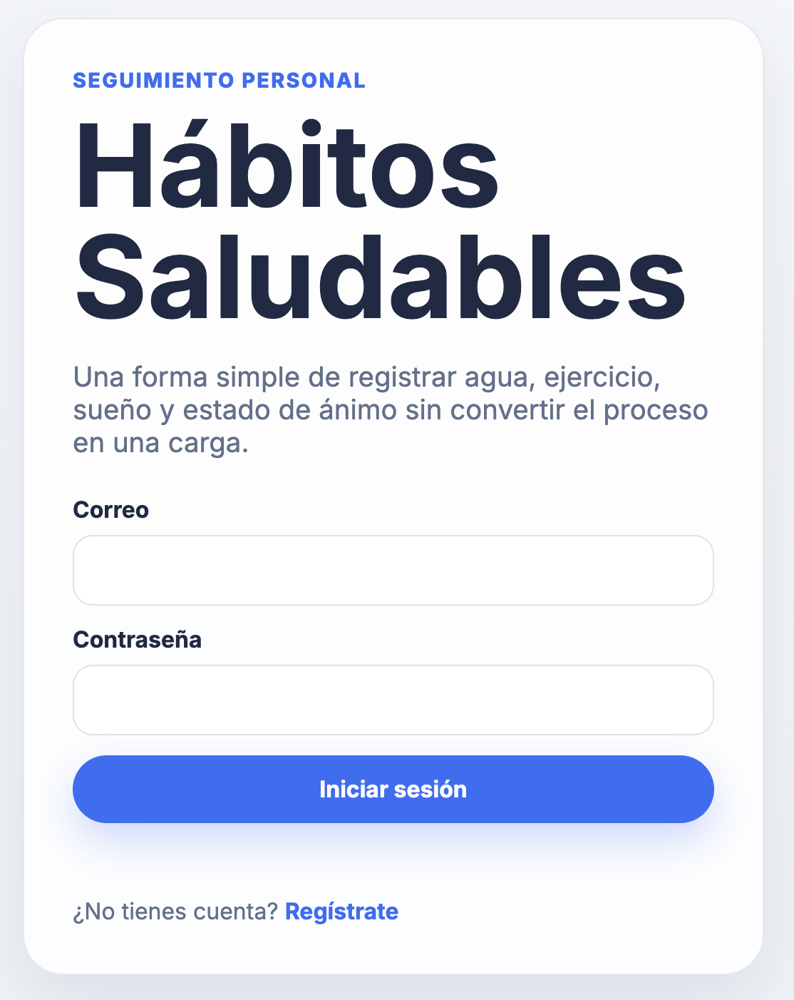 SEGUIMIENTO PERSONAL
Hábitos
Saludables
Una forma simple de registrar agua, ejercicio,
sueño y estado de ánimo sin convertir el proceso
en una carga.
Correo
Contraseña
Iniciar sesión
¿No tienes cuenta? Regístrate